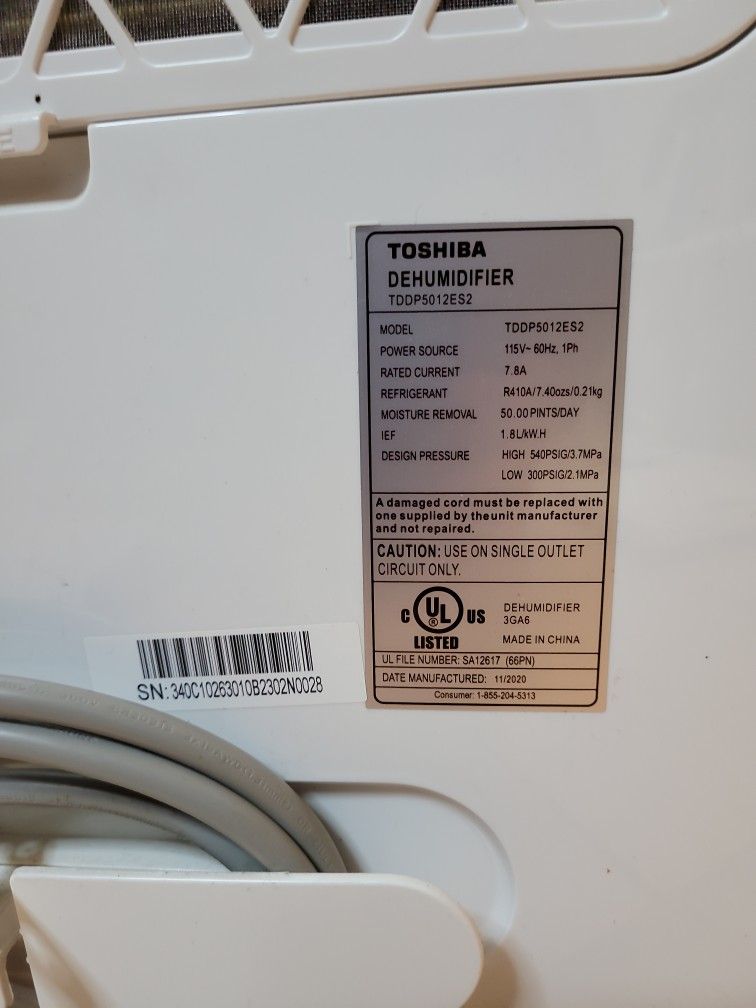 TOSHIBA
DEHUMIDIFIER
TDDP5012ES2
MODEL TDDP5012ES2
POWER SOURCE 115V~ 60Hz, 1Ph
RATED CURRENT 7.8A
REFRIGERANT R410A/7.40ozs/0.21kg
MOISTURE REMOVAL 50.00 PINTS/DAY
IEF 1.8L/kW.H
DESIGN PRESSURE HIGH 540PSIG/3.7MPa
LOW 300PSIG/2.1MPa
A damaged cord must be replaced with
one supplied by theunit manufacturer
and not repaired.
CAUTION: USE ON SINGLE OUTLET
CIRCUIT ONLY.
C UL ® US
LISTED
DEHUMIDIFIER
3GA6
MADE IN CHINA
UL FILE NUMBER: SA12617 (66PN)
DATE MANUFACTURED: 11/2020
Consumer: 1-855-204-5313
SN: 340C10263010B2302N0028